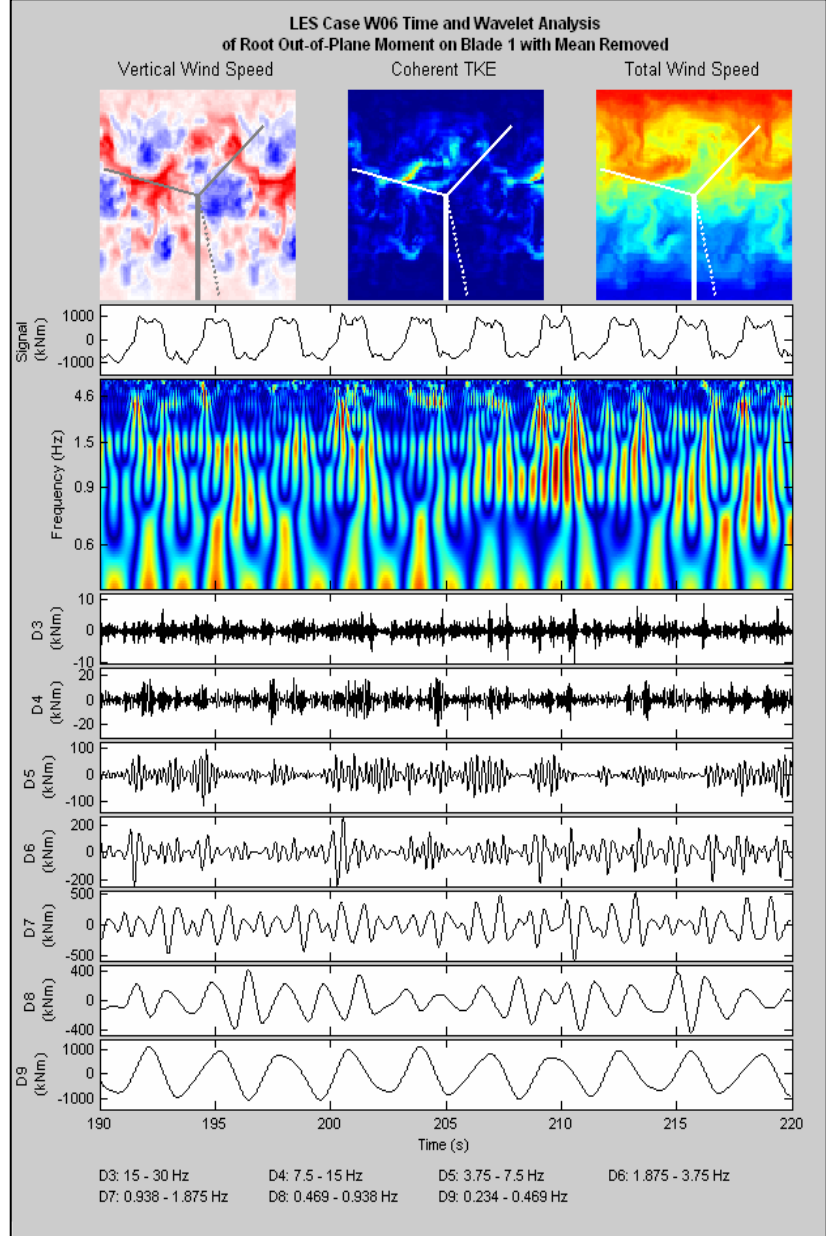 LES Case W06 Time and Wavelet Analysis
of Root Out-of-Plane Moment on Blade 1 with Mean Removed
Vertical Wind Speed
Coherent TKE
Total Wind Speed
Signal
(kNm)
1000
0
-1000
Frequency (Hz)
4.6
1.5
0.9
0.6
D3
(kNm)
10
0
-10
D4
(kNm)
20
0
-20
D5
(kNm)
100
0
-100
D6
(kNm)
200
0
-200
D7
(kNm)
500
0
-500
D8
(kNm)
400
0
-400
D9
(kNm)
1000
0
-1000
190 195 200 205 210 215 220
Time (s)
D3: 15 - 30 Hz D4: 7.5 - 15 Hz D5: 3.75 - 7.5 Hz D6: 1.875 - 3.75 Hz
D7: 0.938 - 1.875 Hz D8: 0.469 - 0.938 Hz D9: 0.234 - 0.469 Hz